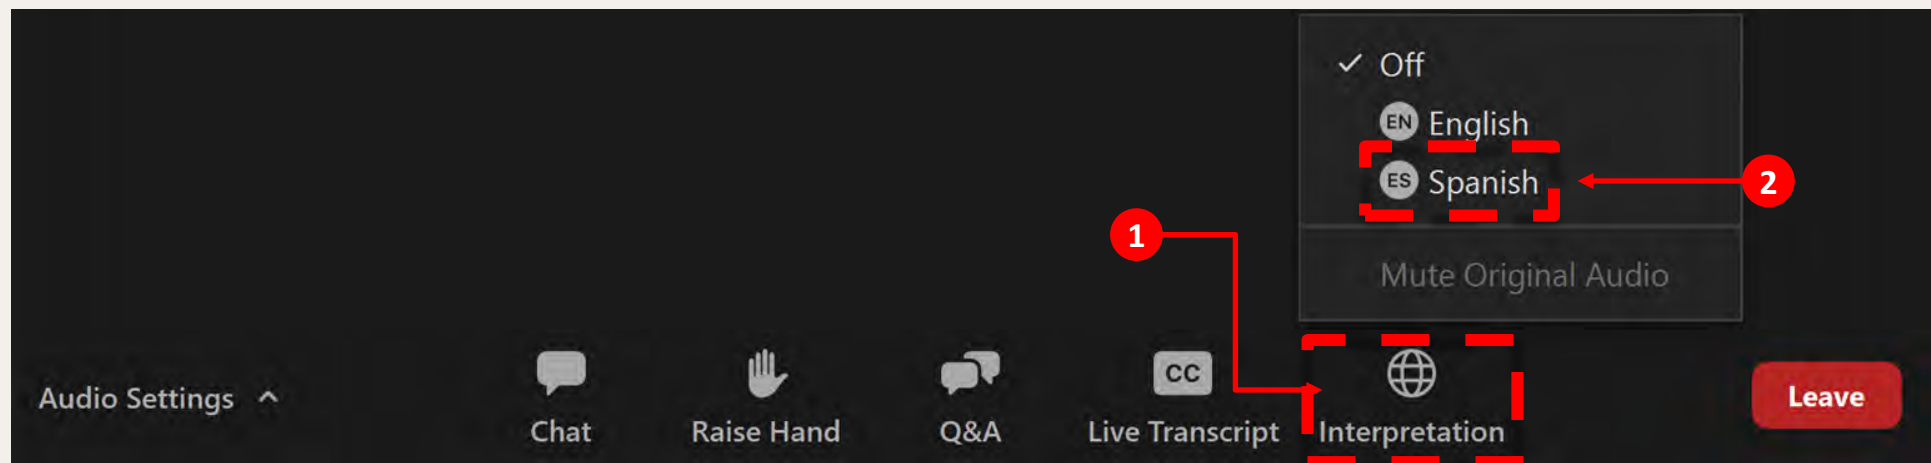 Off
EN English
ES Spanish
2
1
Mute Original Audio
CC
Audio Settings
Chat
Raise Hand
Q&A
Live Transcript
Interpretation
Leave